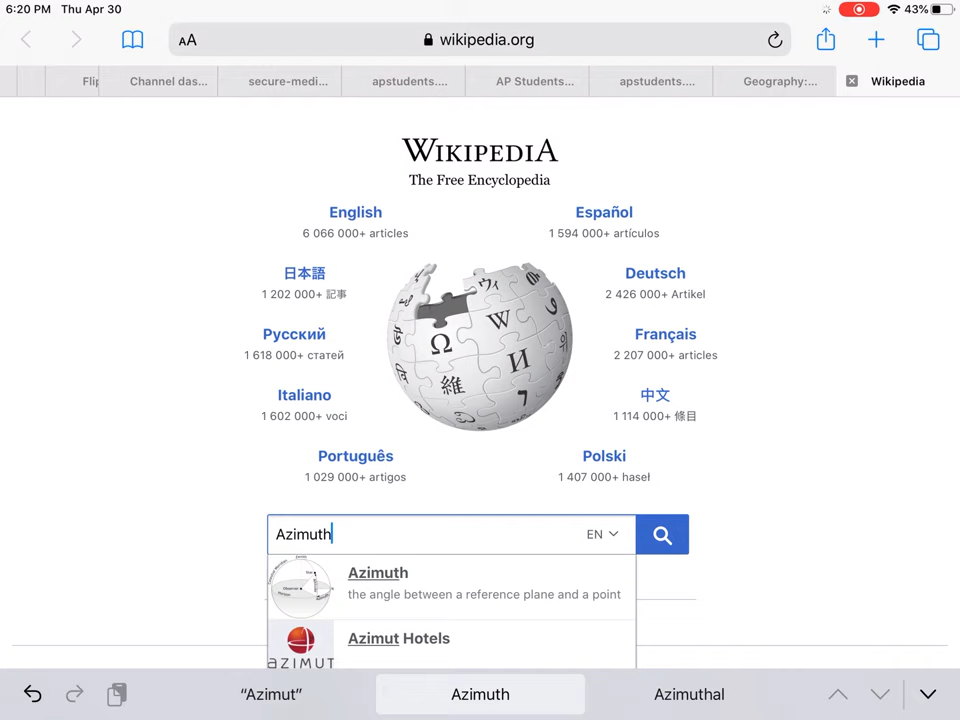 6:20 PM Thu Apr 30
43%
AA
wikipedia.org
Flip
Channel das...
secure-medi...
apstudents....
AP Students...
apstudents....
Geography:...
Wikipedia
WIKIPEDIA
The Free Encyclopedia
English
6 066 000+ articles
Español
1 594 000+ artículos
日本語
1 202 000+ 記事
Deutsch
2 426 000+ Artikel
Русский
1 618 000+ статей
Français
2 207 000+ articles
Italiano
1 602 000+ voci
中文
1 114 000+ 條目
Português
1 029 000+ artigos
Polski
1 407 000+ haseł
Ω
W
И
維
ウィ
Azimuth
EN
Azimuth
the angle between a reference plane and a point
Azimut Hotels
AZIMUT
“Azimut”
Azimuth
Azimuthal